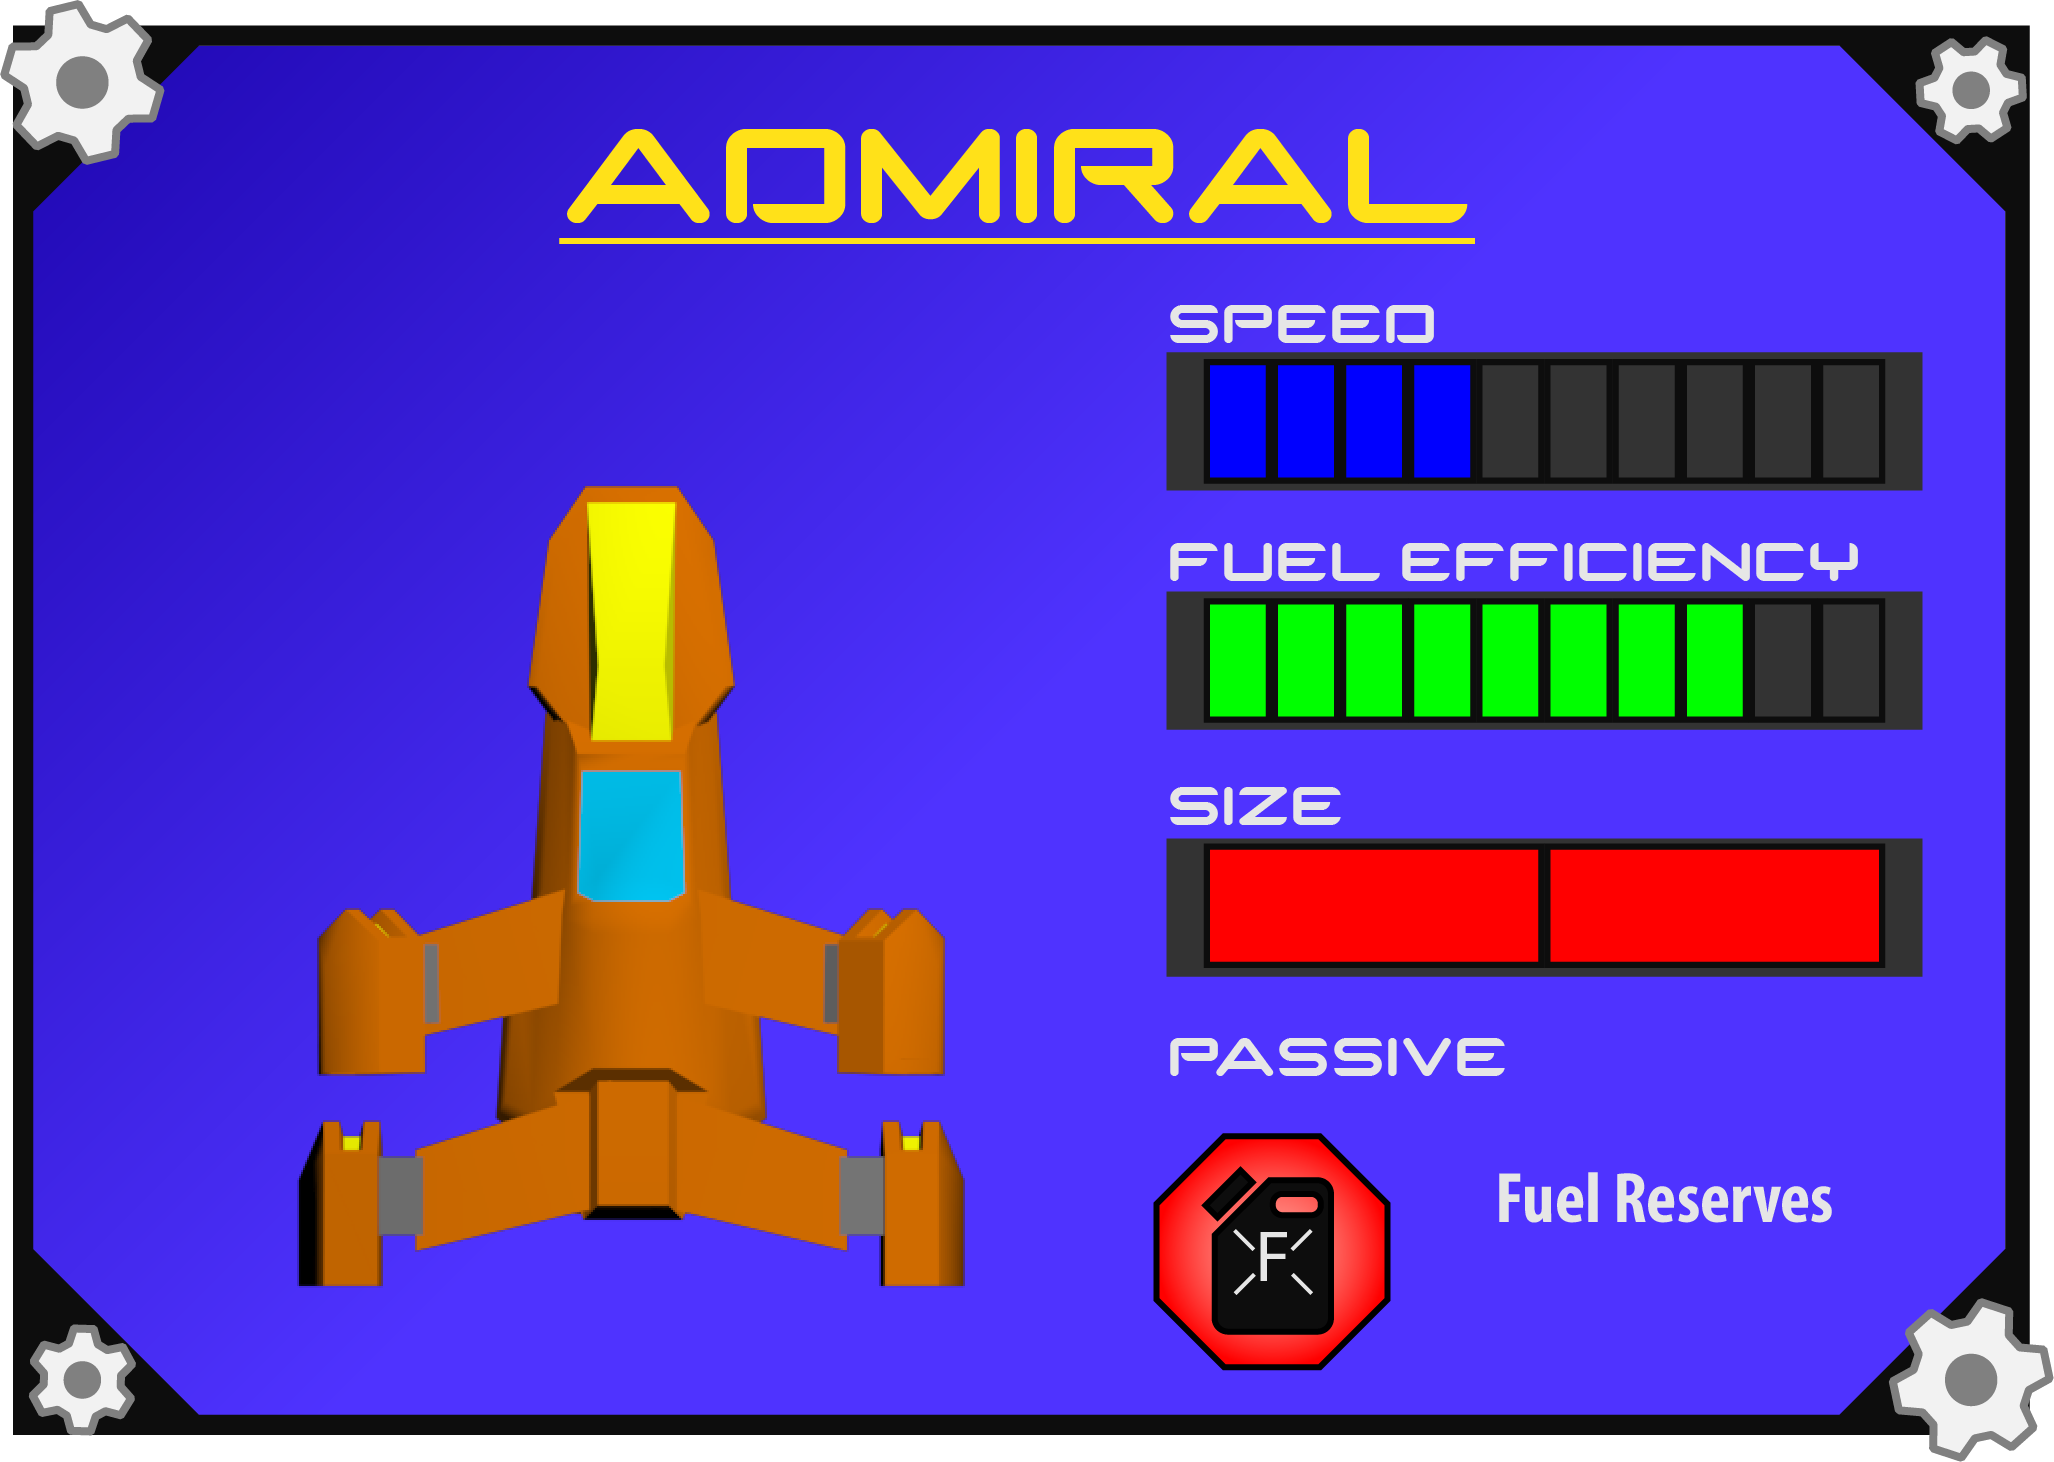 ADMIRAL
SPEED
FUEL EFFICIENCY
SIZE
PASSIVE
F
Fuel Reserves